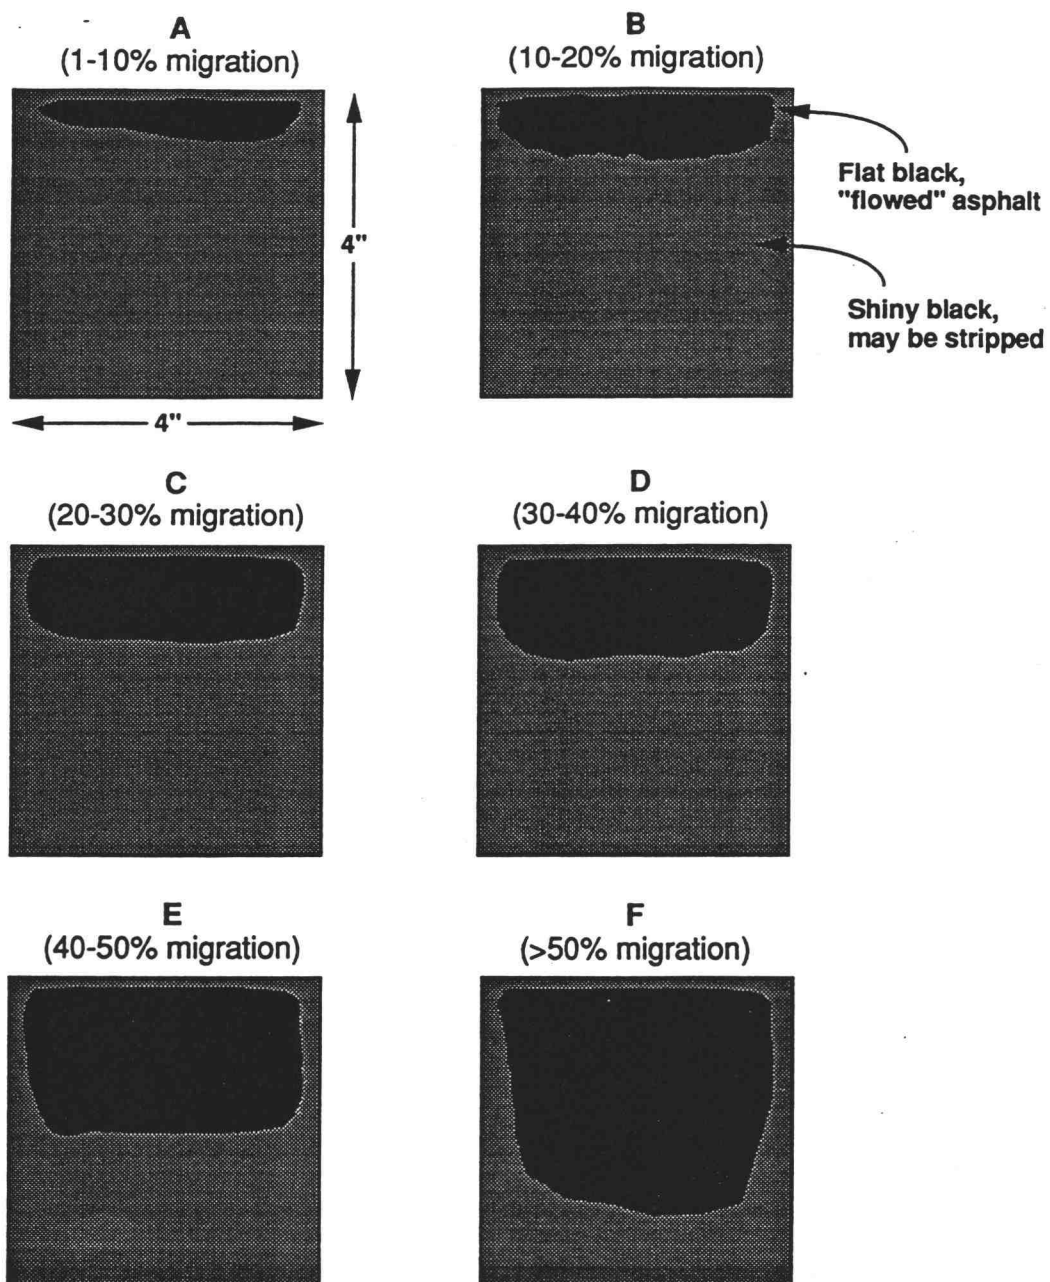 A
(1-10% migration)
B
(10-20% migration)
4"
4"
Flat black,
"flowed" asphalt
Shiny black,
may be stripped
C
(20-30% migration)
D
(30-40% migration)
E
(40-50% migration)
F
(>50% migration)